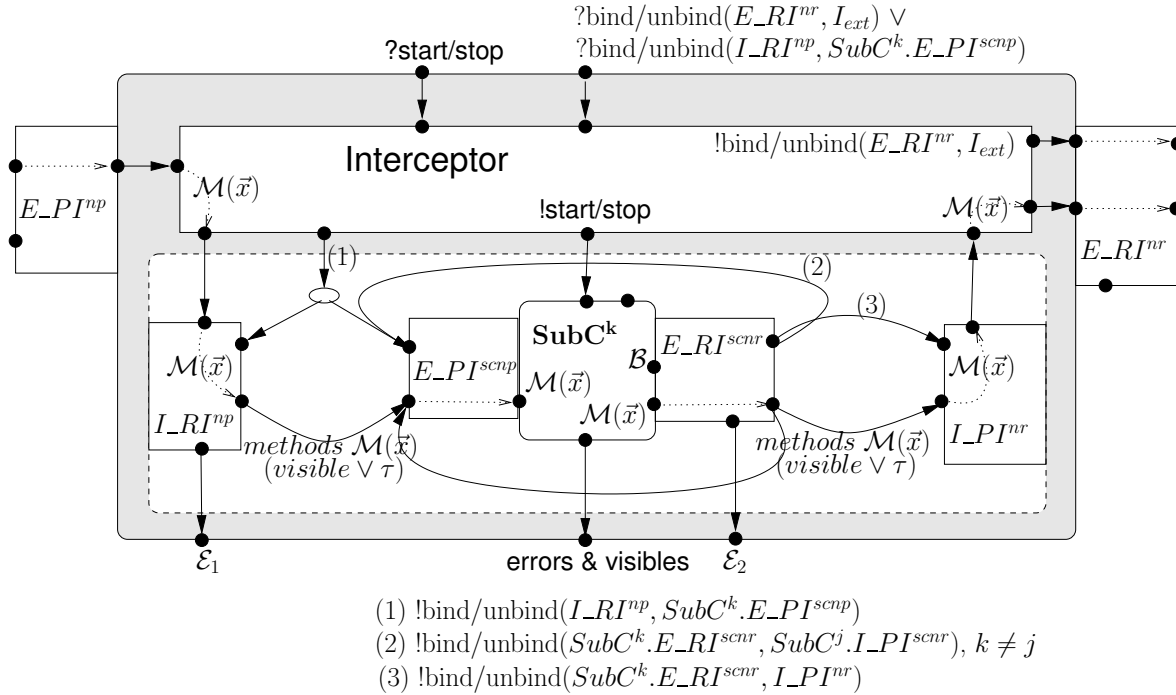 ?bind/unbind(E_RI^{nr}, I_{ext}) ∨
?bind/unbind(I_RI^{np}, SubC^k.E_PI^{scnp})
?start/stop
Interceptor
!bind/unbind(E_RI^{nr}, I_{ext})
M(x⃗)
E_PI^{np}
!start/stop
M(x⃗)
E_RI^{nr}
(1)
(2)
(3)
SubC^k
E_RI^{scnr}
B
M(x⃗)
E_PI^{scnp}
M(x⃗)
M(x⃗)
M(x⃗)
I_RI^{np}
methods M(x⃗)
(visible ∨ τ)
methods M(x⃗)
(visible ∨ τ)
I_PI^{nr}
ℰ₁
errors & visibles
ℰ₂
(1) !bind/unbind(I_RI^{np}, SubC^k.E_PI^{scnp})
(2) !bind/unbind(SubC^k.E_RI^{scnr}, SubC^j.I_PI^{scnr}), k ≠ j
(3) !bind/unbind(SubC^k.E_RI^{scnr}, I_PI^{nr})